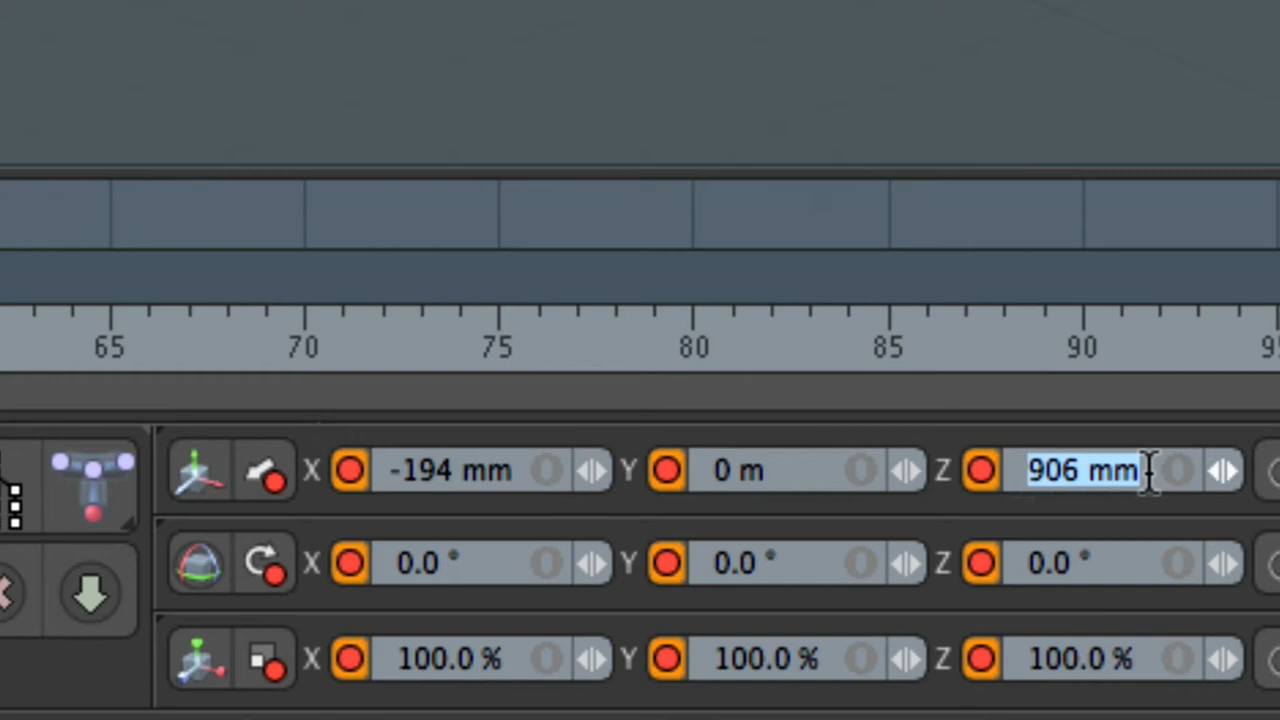 65 70 75 80 85 90 95
X -194 mm Y 0 m Z 906 mm
X 0.0 ° Y 0.0 ° Z 0.0 °
X 100.0 % Y 100.0 % Z 100.0 %